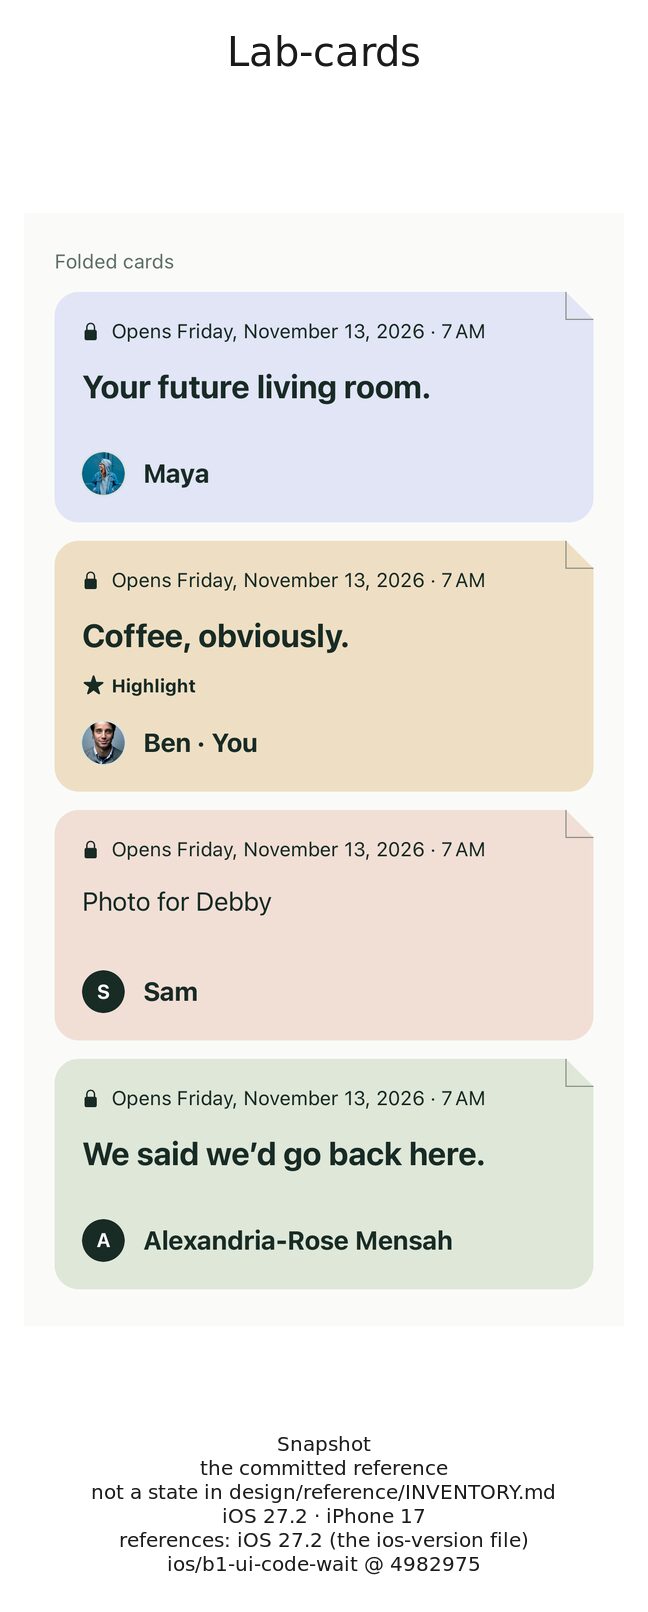 Lab-cards
Folded cards
Opens Friday, November 13, 2026 · 7 AM
Your future living room.
Maya
Opens Friday, November 13, 2026 · 7 AM
Coffee, obviously.
Highlight
Ben · You
Opens Friday, November 13, 2026 · 7 AM
Photo for Debby
S
Sam
Opens Friday, November 13, 2026 · 7 AM
We said we’d go back here.
A
Alexandria-Rose Mensah
Snapshot
the committed reference
not a state in design/reference/INVENTORY.md
iOS 27.2 · iPhone 17
references: iOS 27.2 (the ios-version file)
ios/b1-ui-code-wait @ 4982975